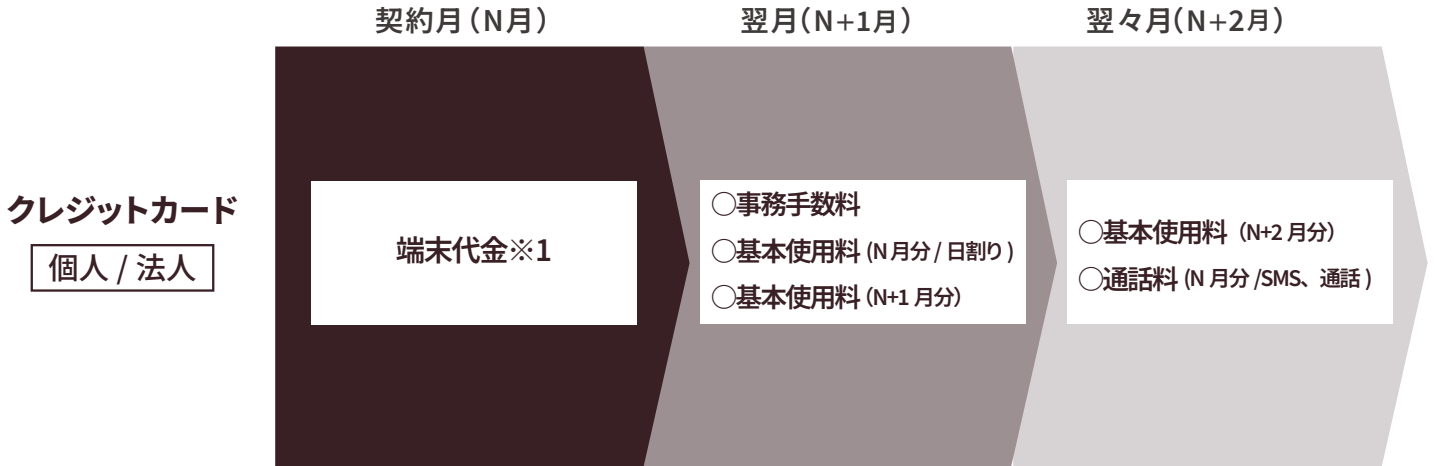 契約月(N月)
翌月(N+1月)
翌々月(N+2月)
クレジットカード
個人 / 法人
端末代金※1
○事務手数料
○基本使用料 (N月分 / 日割り)
○基本使用料 (N+1 月分)
○基本使用料 (N+2 月分)
○通話料 (N 月分 /SMS、通話 )